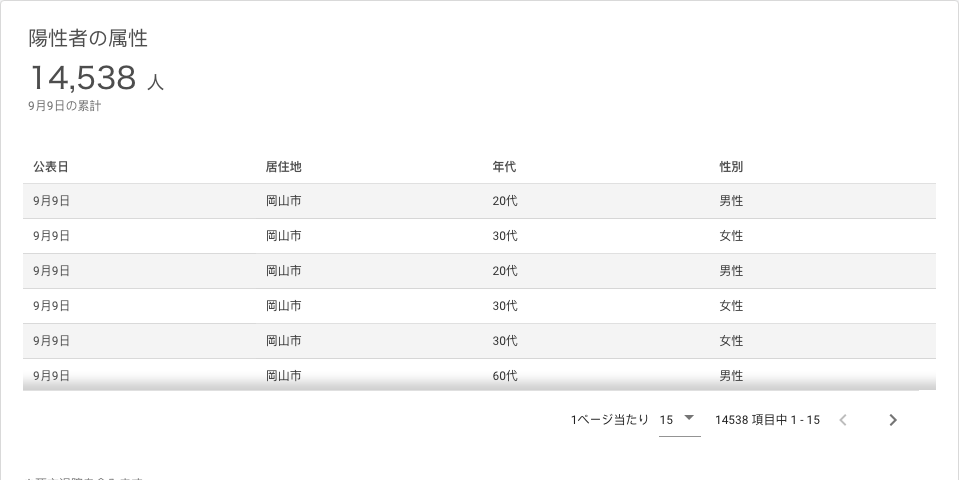 陽性者の属性
14,538 人
9月9日の累計
公表日 居住地 年代 性別
9月9日 岡山市 20代 男性
9月9日 岡山市 30代 女性
9月9日 岡山市 20代 男性
9月9日 岡山市 30代 女性
9月9日 岡山市 30代 女性
9月9日 岡山市 60代 男性
1ページ当たり 15 14538 項目中 1 - 15